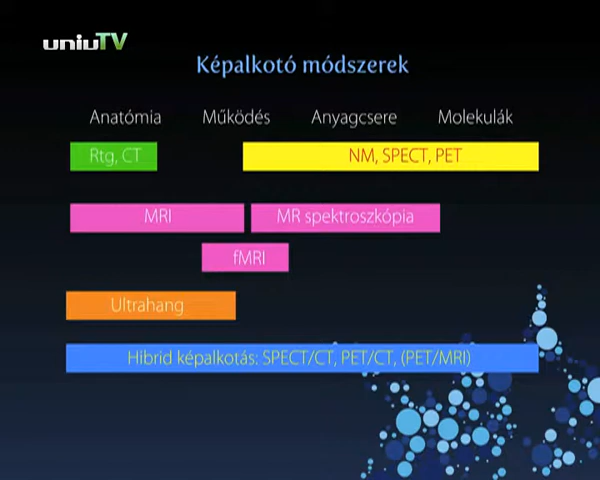 uniuTV
Képalkotó módszerek
Anatómia Működés Anyagcsere Molekulák
Rtg, CT NM, SPECT, PET
MRI MR spektroszkópia
fMRI
Ultrahang
Hibrid képalkotás: SPECT/CT, PET/CT, (PET/MRI)